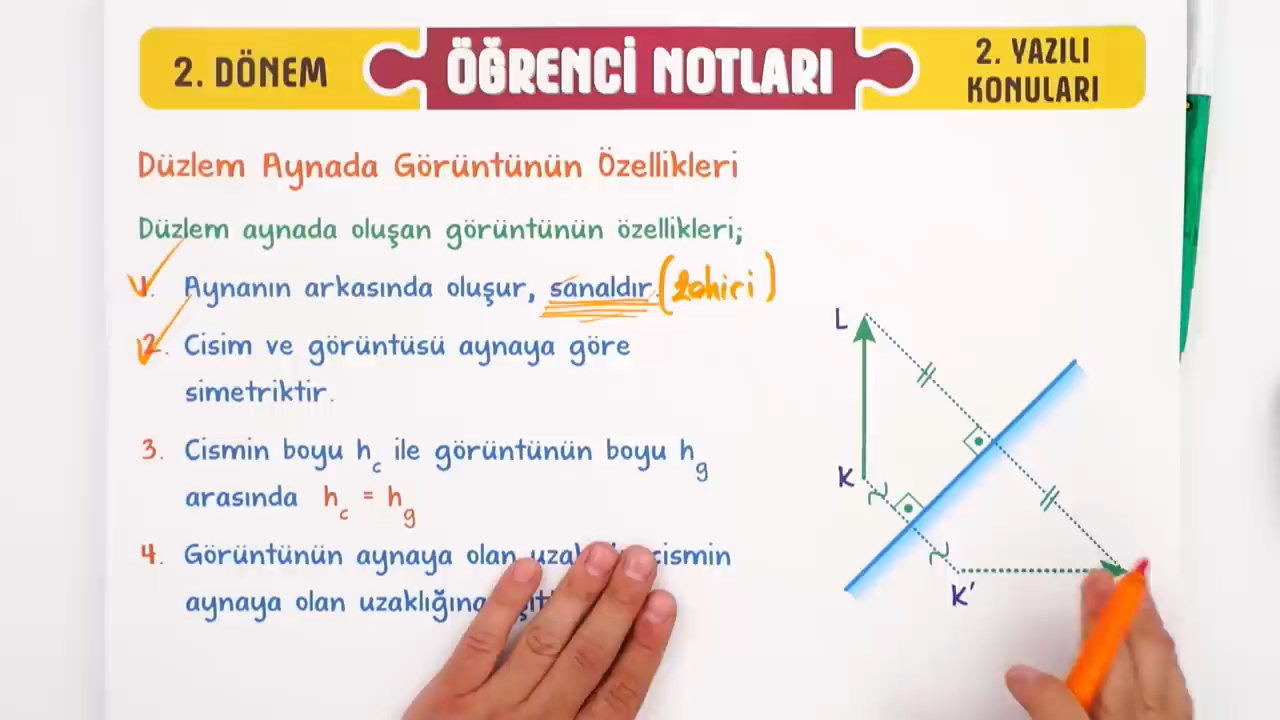 2. DÖNEM
ÖĞRENCİ NOTLARI
2. YAZILI
KONULARI
Düzlem Aynada Görüntünün Özellikleri
Düzlem aynada oluşan görüntünün özellikleri;
1. Aynanın arkasında oluşur, sanaldır. (zahiri)
2. Cisim ve görüntüsü aynaya göre
simetriktir.
3. Cismin boyu hc ile görüntünün boyu hg
arasında hc = hg
4. Görüntünün aynaya olan cismin
aynaya olan
L
K
K'